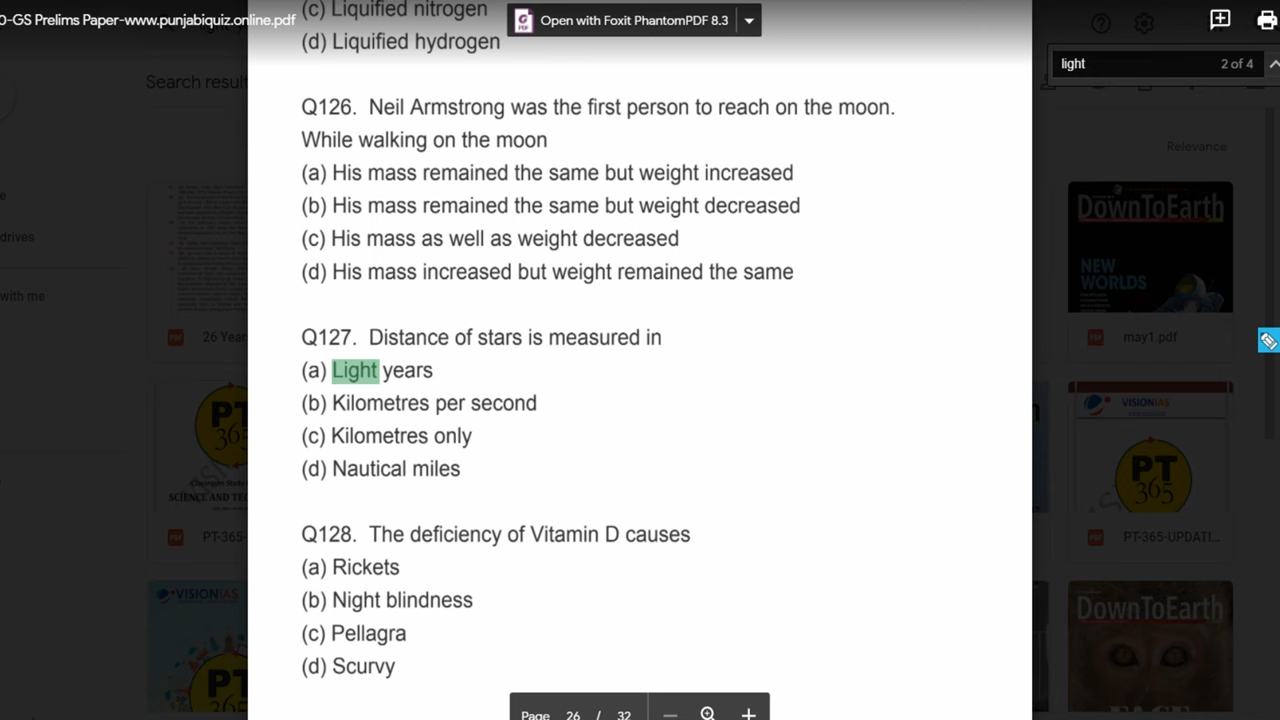 0-GS Prelims Paper-www.punjabiquiz.online.pdf
Open with Foxit PhantomPDF 8.3
light
2 of 4
(c) Liquified nitrogen
(d) Liquified hydrogen
Search result
Relevance
Q126. Neil Armstrong was the first person to reach on the moon.
While walking on the moon
(a) His mass remained the same but weight increased
(b) His mass remained the same but weight decreased
(c) His mass as well as weight decreased
(d) His mass increased but weight remained the same
Q127. Distance of stars is measured in
(a) Light years
(b) Kilometres per second
(c) Kilometres only
(d) Nautical miles
Q128. The deficiency of Vitamin D causes
(a) Rickets
(b) Night blindness
(c) Pellagra
(d) Scurvy
Page 26 / 32
drives
with me
26 Year
PT
365
SCIENCE AND TE
PT-365-
VISIONIAS
PT
DownToEarth
NEW
WORLDS
may1.pdf
VISIONIAS
PT
365
PT-365-UPDATI...
DownToEarth